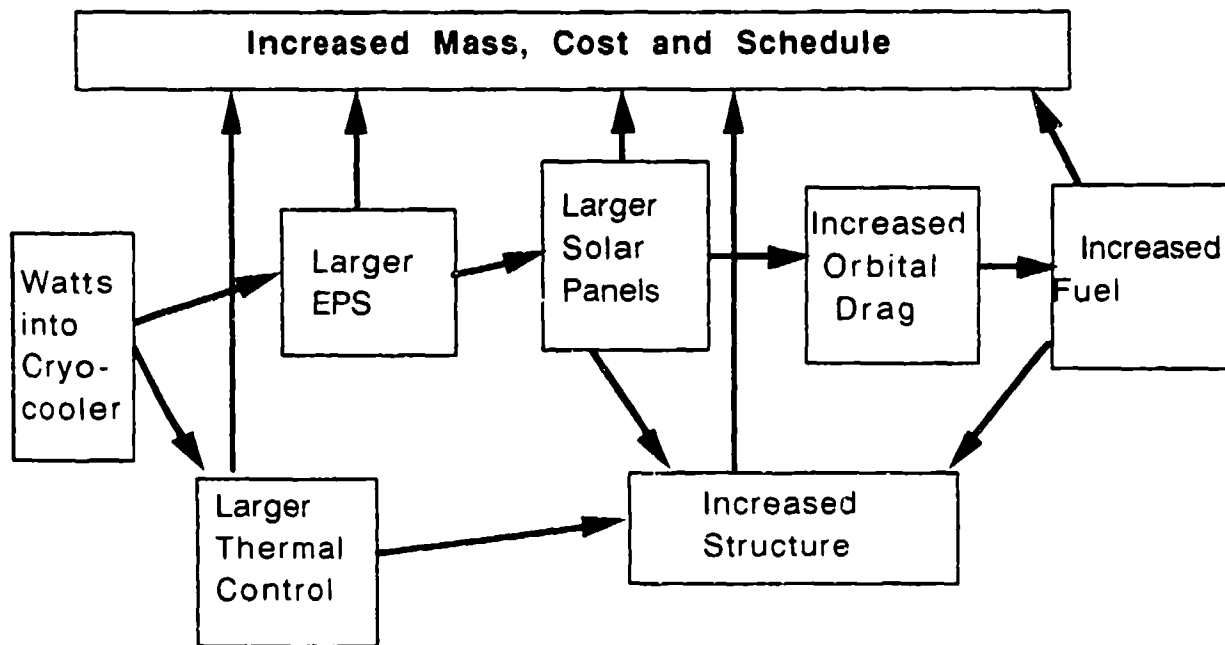 Increased Mass, Cost and Schedule
Watts
into
Cryo-
cooler
Larger
EPS
Larger
Solar
Panels
Increased
Orbital
Drag
Increased
Fuel
Larger
Thermal
Control
Increased
Structure